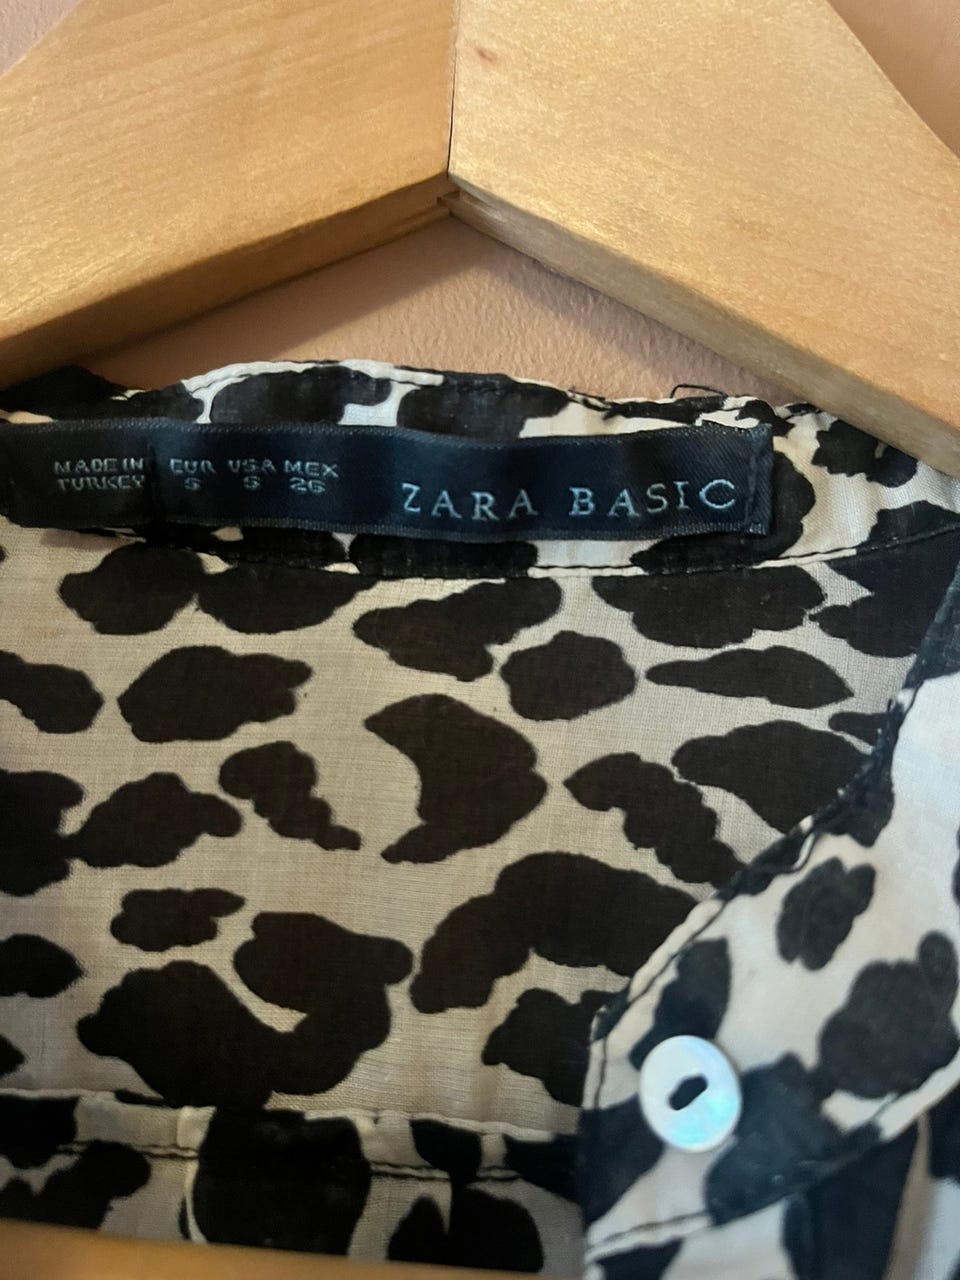 MADE IN
TURKEY
EUR USA MEX
S S 26
ZARA BASIC